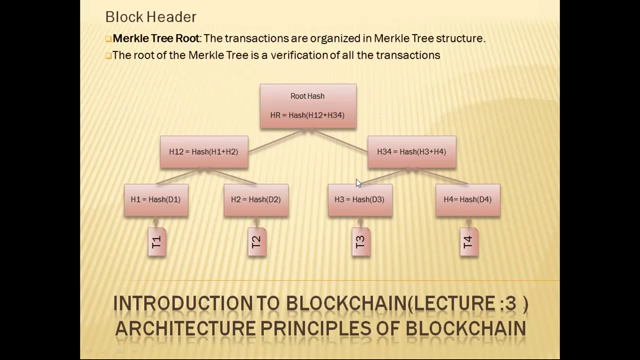 Block Header
Merkle Tree Root: The transactions are organized in Merkle Tree structure.
The root of the Merkle Tree is a verification of all the transactions
Root Hash
HR = Hash(H12+H34)
H12 = Hash(H1+H2)
H34 = Hash(H3+H4)
H1 = Hash(D1)
H2 = Hash(D2)
H3 = Hash(D3)
H4= Hash(D4)
T1
T2
T3
T4
INTRODUCTION TO BLOCKCHAIN(LECTURE :3 )
ARCHITECTURE PRINCIPLES OF BLOCKCHAIN